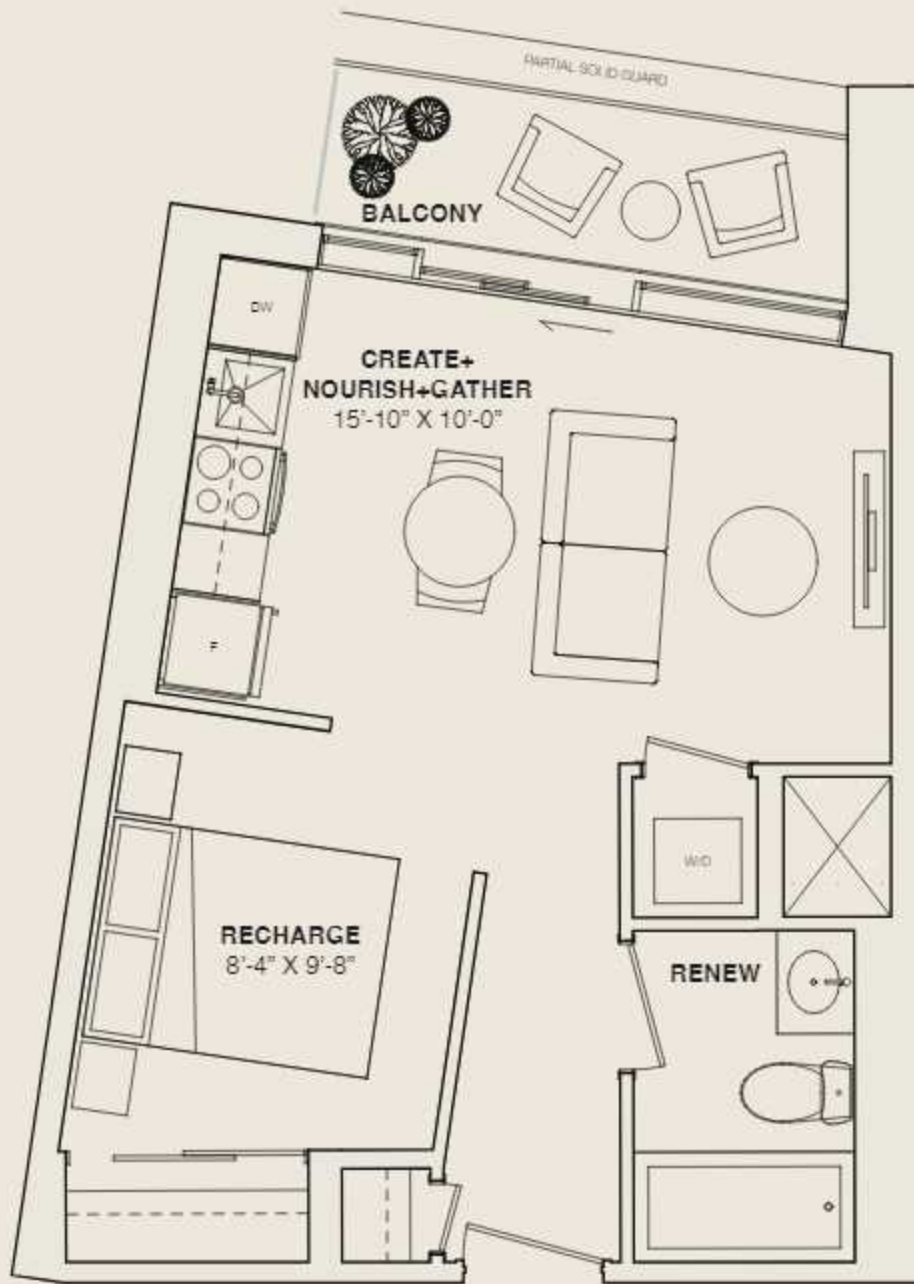 PARTIAL SOLID GUARD
BALCONY
DW
CREATE+
NOURISH+GATHER
15'-10" X 10'-0"
F
W/D
RECHARGE
8'-4" X 9'-8"
RENEW